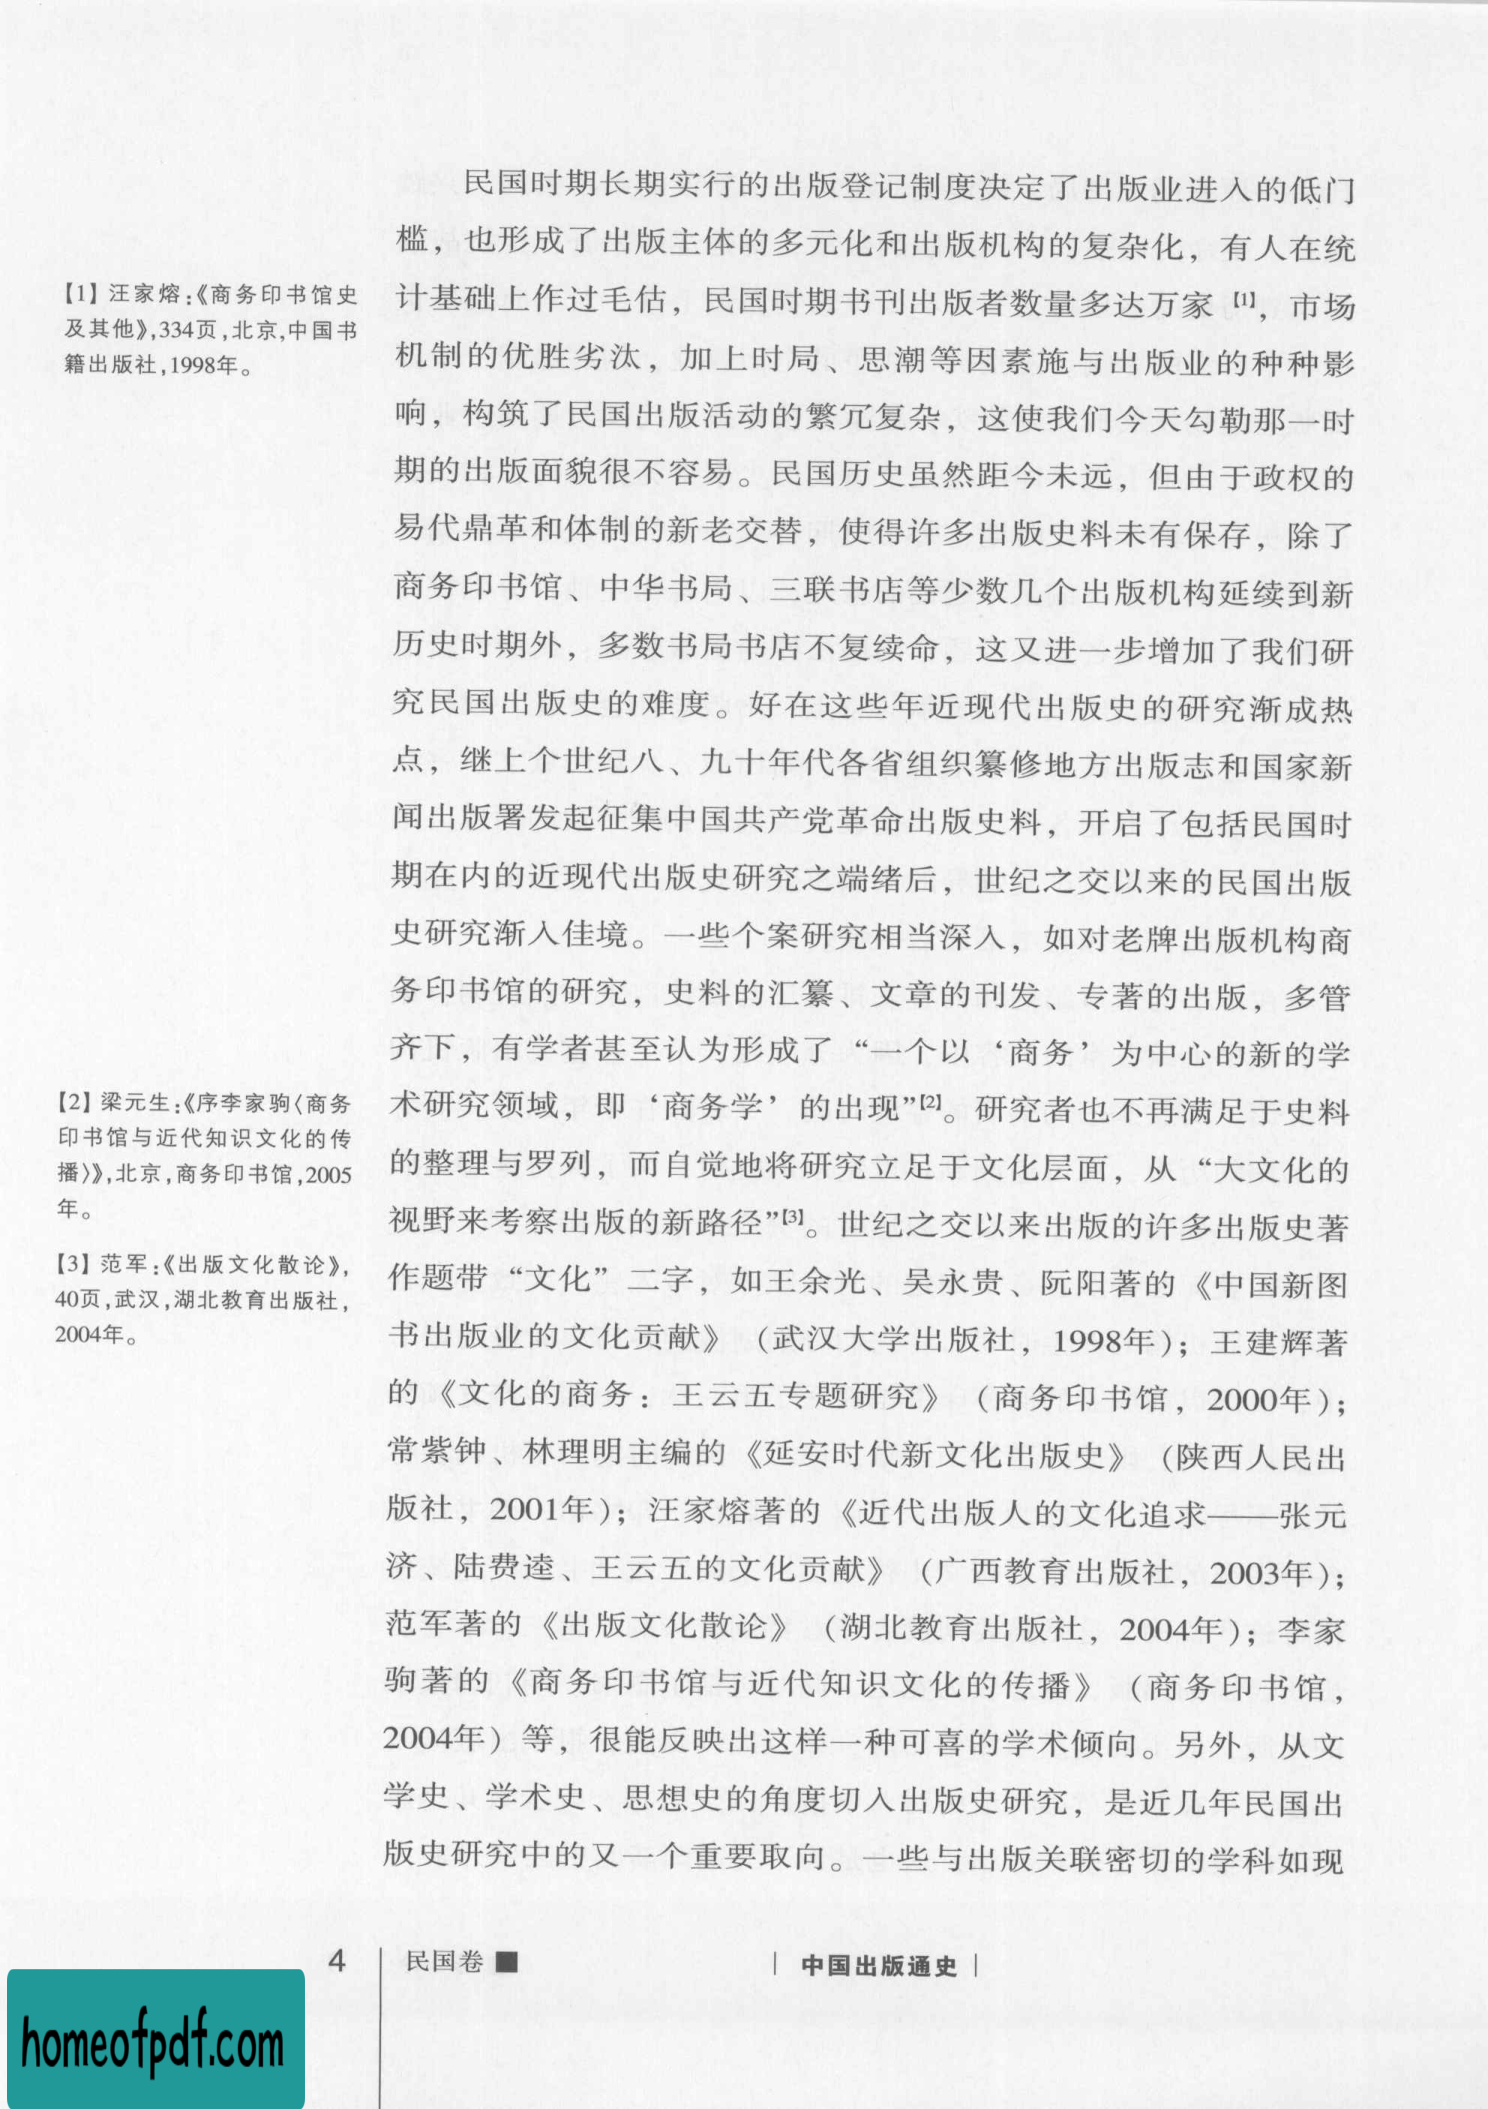 民国时期长期实行的出版登记制度决定了出版业进入的低门
槛，也形成了出版主体的多元化和出版机构的复杂化，有人在统
计基础上作过毛估，民国时期书刊出版者数量多达万家【1】，市场
机制的优胜劣汰，加上时局、思潮等因素施与出版业的种种影
响，构筑了民国出版活动的繁冗复杂，这使我们今天勾勒那一时
期的出版面貌很不容易。民国历史虽然距今未远，但由于政权的
易代鼎革和体制的新老交替，使得许多出版史料未有保存，除了
商务印书馆、中华书局、三联书店等少数几个出版机构延续到新
历史时期外，多数书局书店不复续命，这又进一步增加了我们研
究民国出版史的难度。好在这些年近现代出版史的研究渐成热
点，继上个世纪八、九十年代各省组织纂修地方出版志和国家新
闻出版署发起征集中国共产党革命出版史料，开启了包括民国时
期在内的近现代出版史研究之端绪后，世纪之交以来的民国出版
史研究渐入佳境。一些个案研究相当深入，如对老牌出版机构商
务印书馆的研究，史料的汇纂、文章的刊发、专著的出版，多管
齐下，有学者甚至认为形成了“一个以‘商务’为中心的新的学
术研究领域，即‘商务学’的出现”【2】。研究者也不再满足于史料
的整理与罗列，而自觉地将研究立足于文化层面，从“大文化的
视野来考察出版的新路径”【3】。世纪之交以来出版的许多出版史著
作题带“文化”二字，如王余光、吴永贵、阮阳著的《中国新图
书出版业的文化贡献》（武汉大学出版社，1998年）；王建辉著
的《文化的商务：王云五专题研究》（商务印书馆，2000年）；
常紫钟、林理明主编的《延安时代新文化出版史》（陕西人民出
版社，2001年）；汪家熔著的《近代出版人的文化追求——张元
济、陆费逵、王云五的文化贡献》（广西教育出版社，2003年）；
范军著的《出版文化散论》（湖北教育出版社，2004年）；李家
驹著的《商务印书馆与近代知识文化的传播》（商务印书馆，
2004年）等，很能反映出这样一种可喜的学术倾向。另外，从文
学史、学术史、思想史的角度切入出版史研究，是近几年民国出
版史研究中的又一个重要取向。一些与出版关联密切的学科如现
【1】汪家熔：《商务印书馆史
及其他》，334页，北京，中国书
籍出版社，1998年。
【2】梁元生：《序李家驹〈商务
印书馆与近代知识文化的传
播〉》，北京，商务印书馆，2005
年。
【3】范军：《出版文化散论》，
40页，武汉，湖北教育出版社，
2004年。
4 民国卷 ■ | 中国出版通史 |
homeofpdf.com